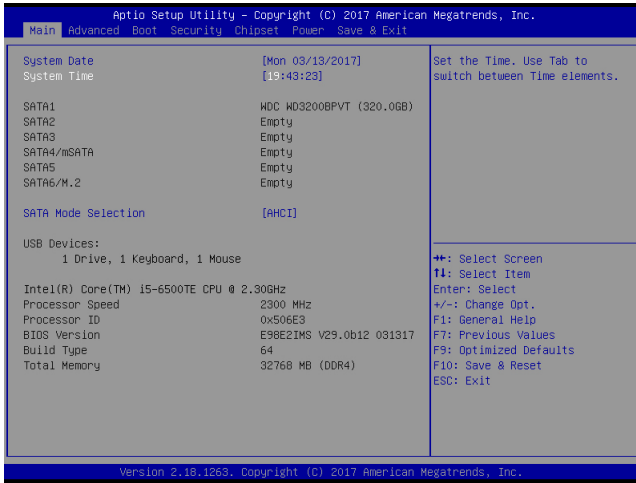 Aptio Setup Utility – Copyright (C) 2017 American Megatrends, Inc.
Main Advanced Boot Security Chipset Power Save & Exit
System Date [Mon 03/13/2017]
System Time [19:43:23]
SATA1 WDC WD3200BPVT (320.0GB)
SATA2 Empty
SATA3 Empty
SATA4/mSATA Empty
SATA5 Empty
SATA6/M.2 Empty
SATA Mode Selection [AHCI]
USB Devices:
1 Drive, 1 Keyboard, 1 Mouse
Intel(R) Core(TM) i5-6500TE CPU @ 2.30GHz
Processor Speed 2300 MHz
Processor ID 0x506E3
BIOS Version E98E2IMS V29.0b12 031317
Build Type 64
Total Memory 32768 MB (DDR4)
Set the Time. Use Tab to
switch between Time elements.
→←: Select Screen
↑↓: Select Item
Enter: Select
+/-: Change Opt.
F1: General Help
F7: Previous Values
F9: Optimized Defaults
F10: Save & Reset
ESC: Exit
Version 2.18.1263. Copyright (C) 2017 American Megatrends, Inc.